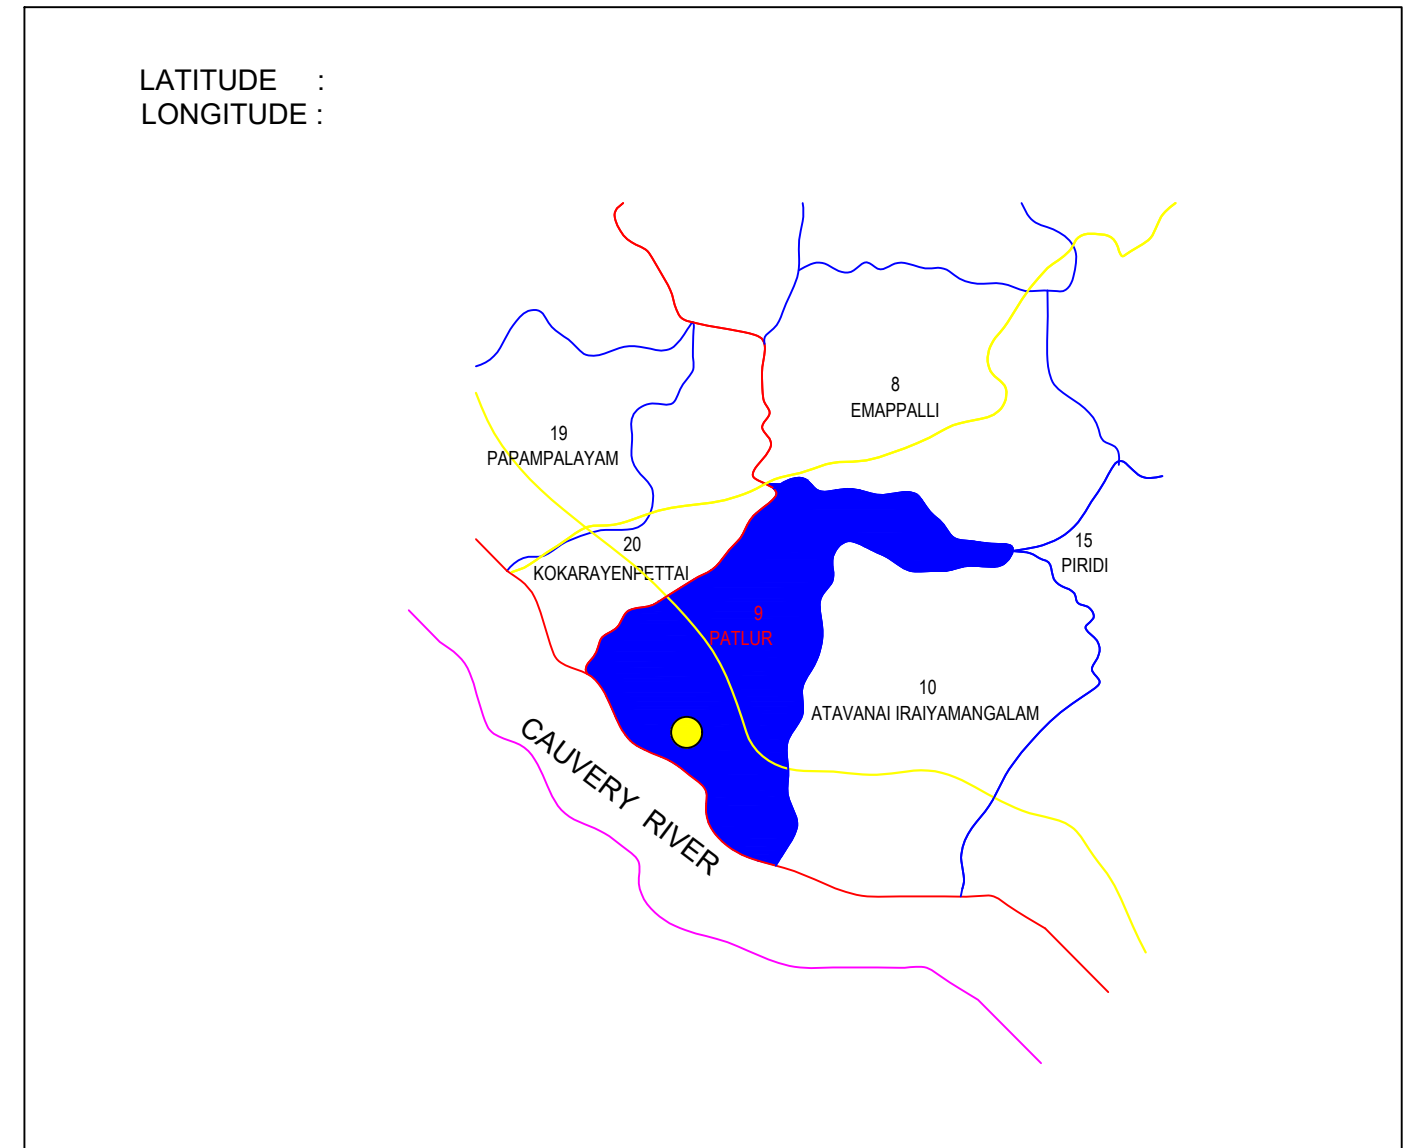 LATITUDE :
LONGITUDE :
8
EMAPPALLI
19
PAPAMPALAYAM
20
KOKARAYENPETTAI
15
PIRIDI
9
PATLUR
10
ATAVANAI IRAIYAMANGALAM
CAUVERY RIVER